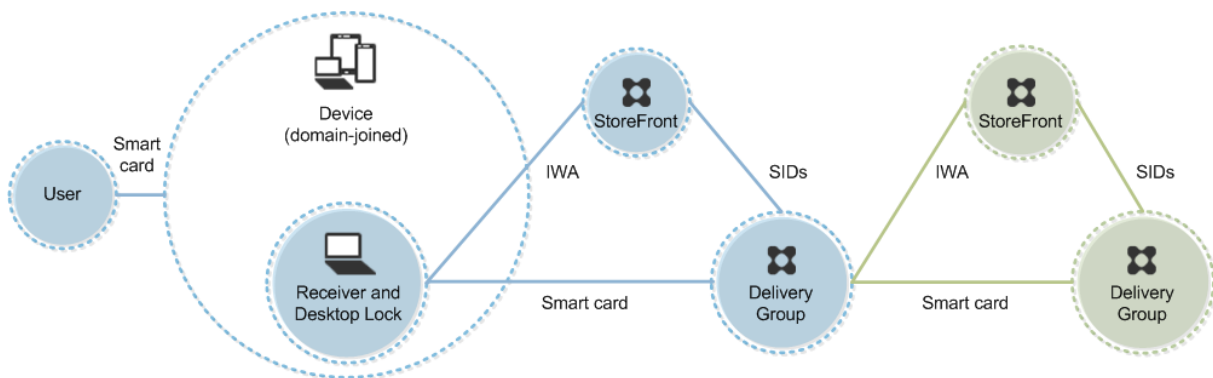 User
Smart
card
Device
(domain-joined)
Receiver and
Desktop Lock
IWA
StoreFront
SIDs
Smart card
Delivery
Group
IWA
StoreFront
SIDs
Smart card
Delivery
Group